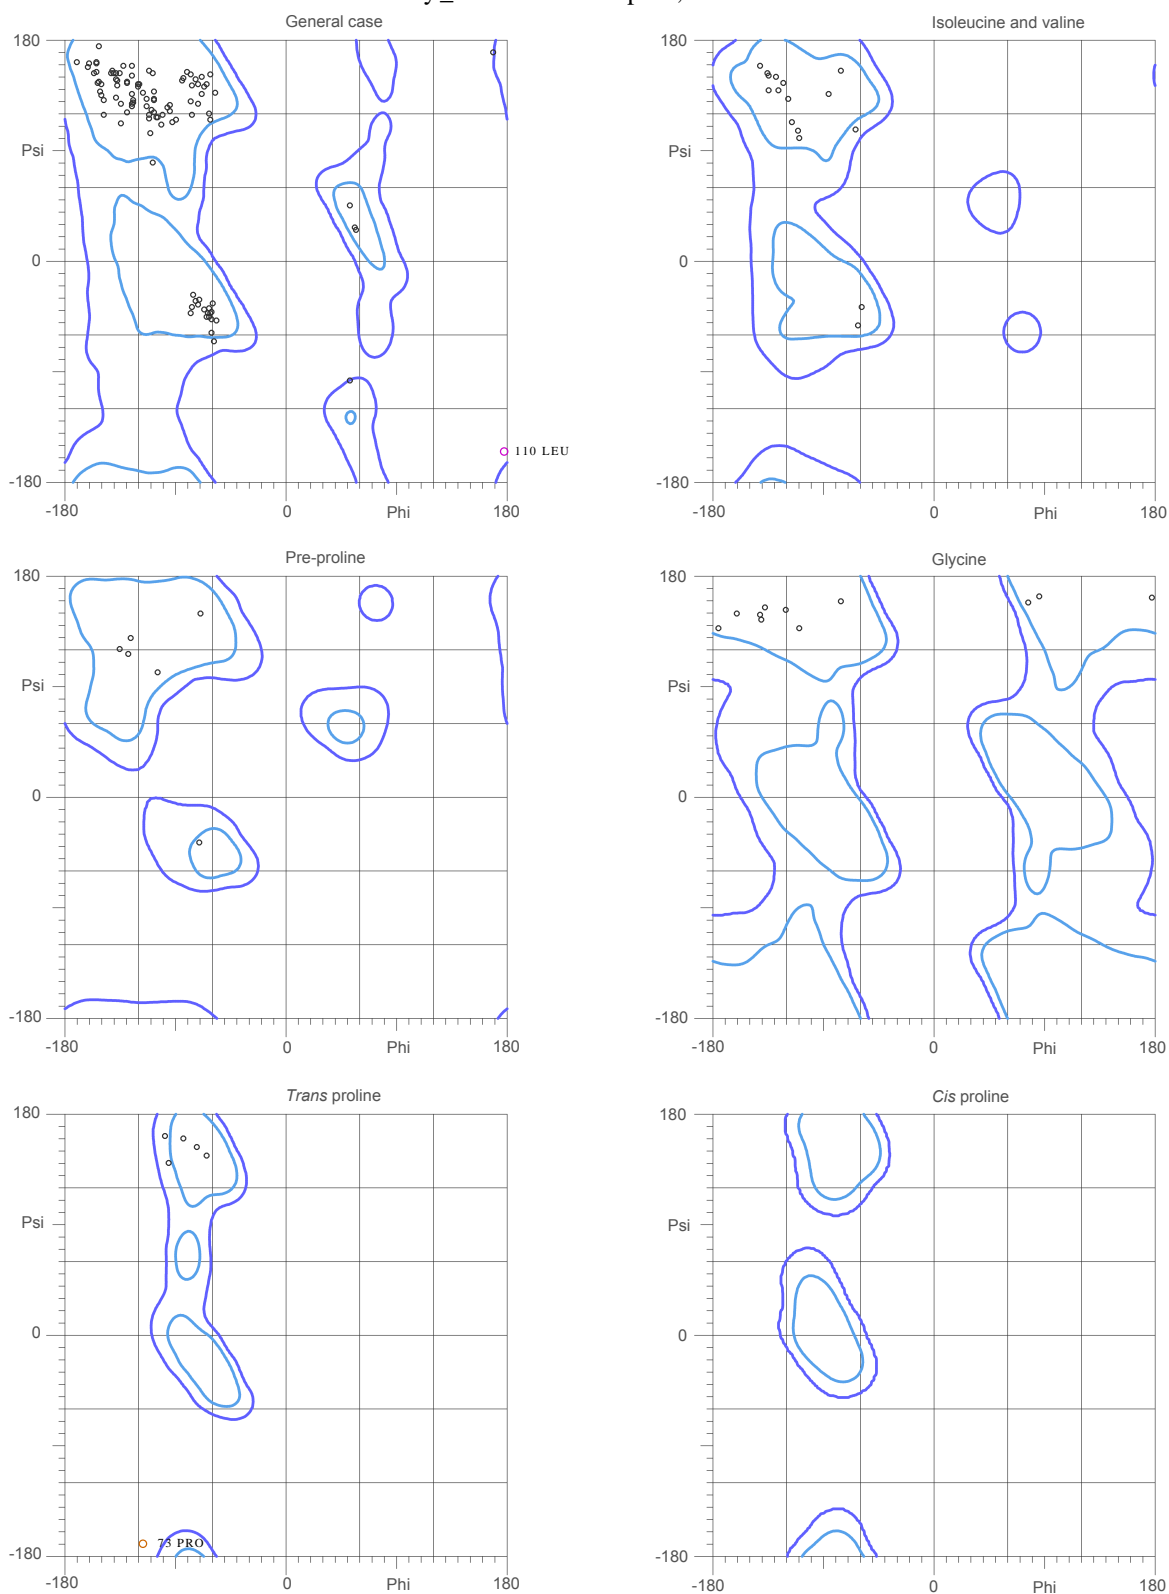 General case
Isoleucine and valine
180
Psi
0
-180
-180
0
Phi
180
110 LEU
180
Psi
0
-180
-180
0
Phi
180
Pre-proline
Glycine
180
Psi
0
-180
-180
0
Phi
180
180
Psi
0
-180
-180
0
Phi
180
Trans proline
Cis proline
180
Psi
0
-180
-180
0
Phi
180
73 PRO
180
Psi
0
-180
-180
0
Phi
180